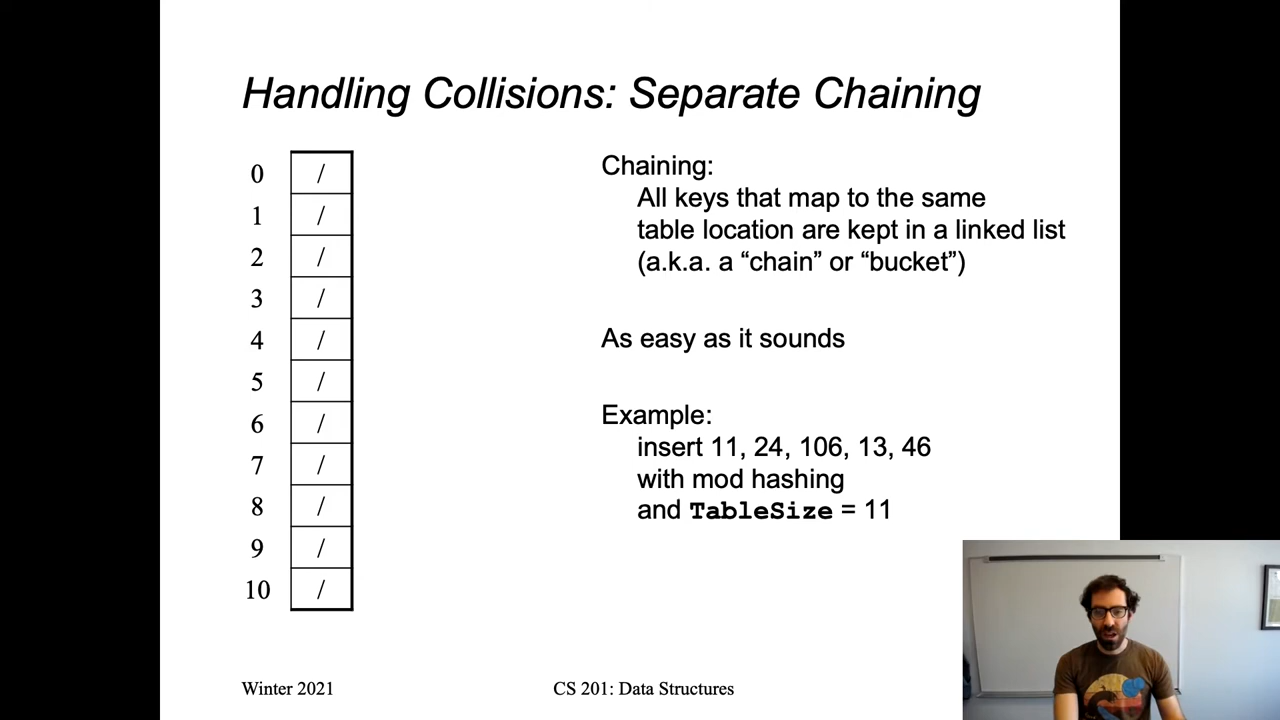 Handling Collisions: Separate Chaining
0 /
1 /
2 /
3 /
4 /
5 /
6 /
7 /
8 /
9 /
10 /
Chaining:
All keys that map to the same
table location are kept in a linked list
(a.k.a. a “chain” or “bucket”)
As easy as it sounds
Example:
insert 11, 24, 106, 13, 46
with mod hashing
and TableSize = 11
Winter 2021
CS 201: Data Structures